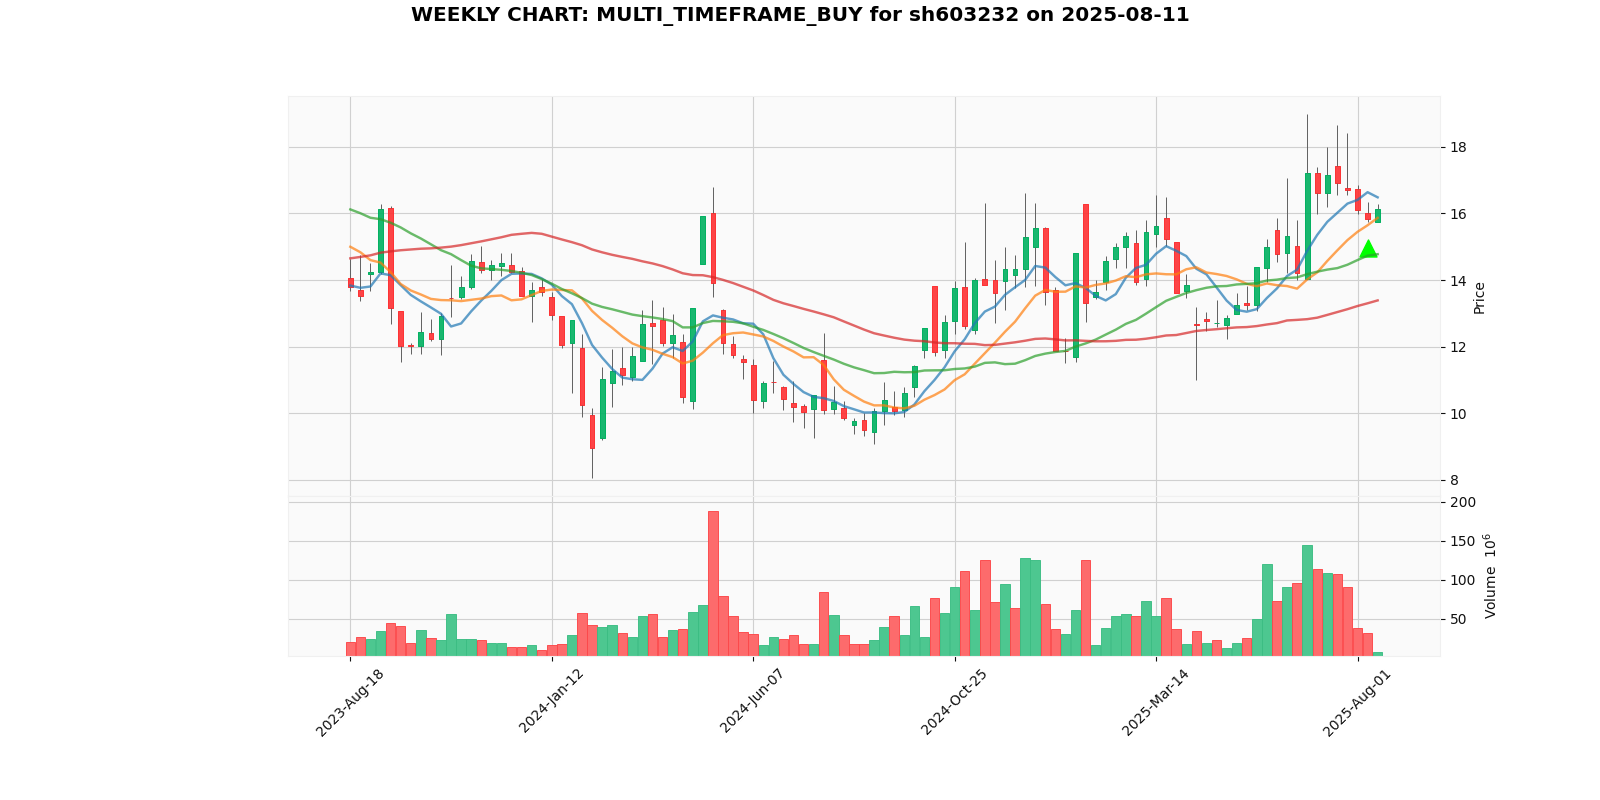 WEEKLY CHART: MULTI_TIMEFRAME_BUY for sh603232 on 2025-08-11
18
16
14
12
10
8
Price
200
150
100
50
Volume 10^6
2023-Aug-18
2024-Jan-12
2024-Jun-07
2024-Oct-25
2025-Mar-14
2025-Aug-01